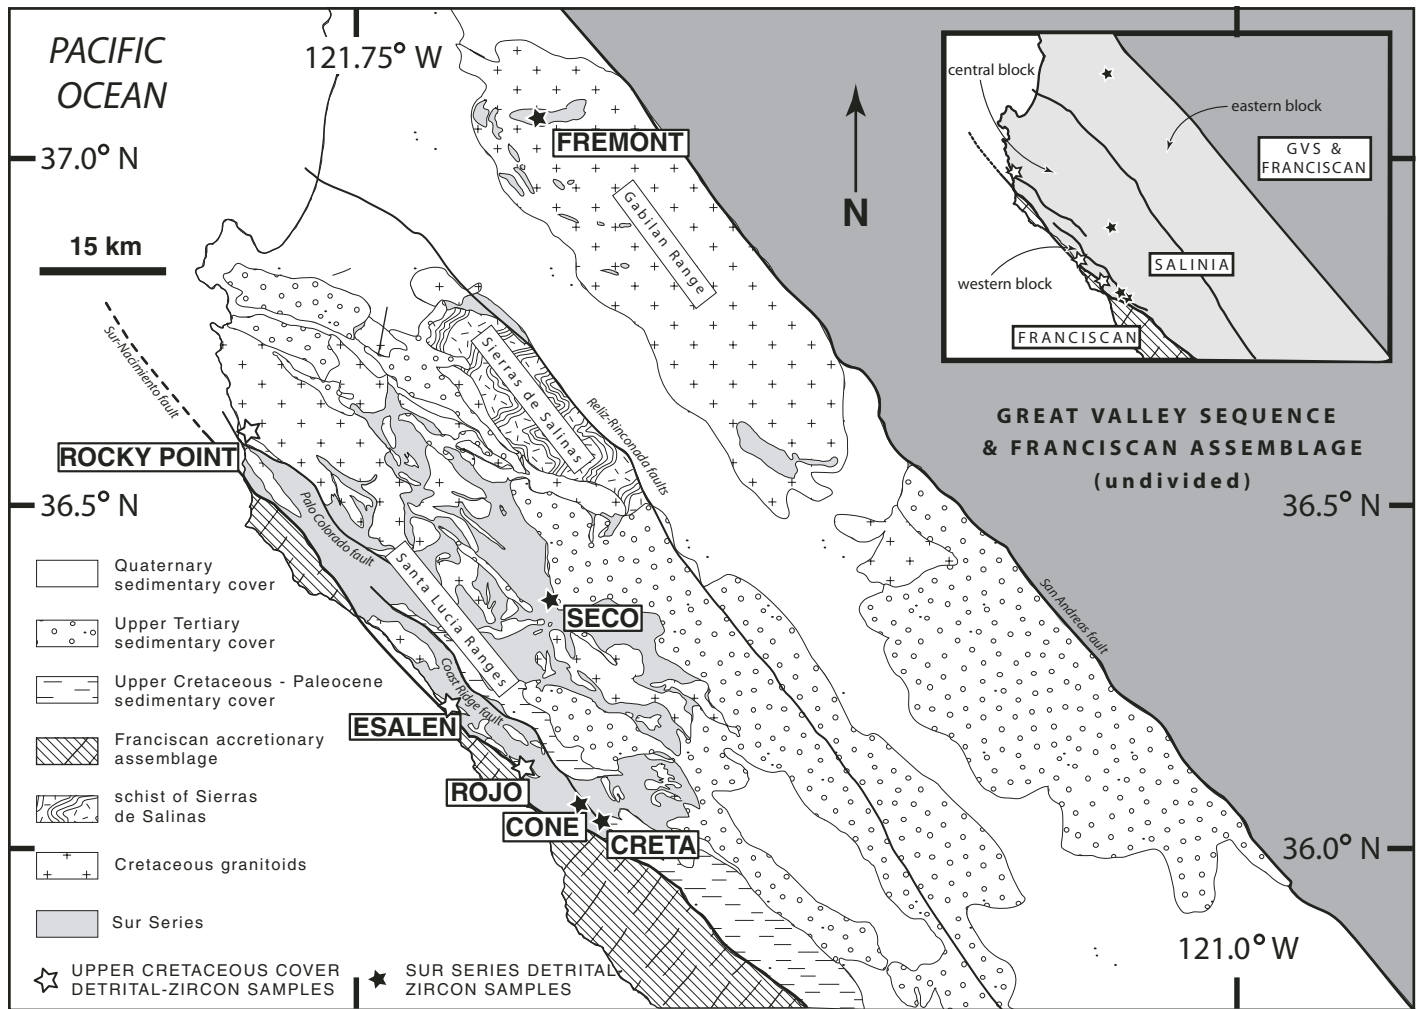 PACIFIC
OCEAN
121.75° W
37.0° N
15 km
FREMONT
Gabilan Range
N
central block
eastern block
GVS &
FRANCISCAN
SALINIA
western block
FRANCISCAN
Sur-Nacimiento fault
Sierras de Salinas
Reliz-Rinconada faults
GREAT VALLEY SEQUENCE
& FRANCISCAN ASSEMBLAGE
(undivided)
ROCKY POINT
36.5° N
36.5° N
Palo Colorado fault
Santa Lucia Ranges
SECO
San Andreas fault
Coast Ridge fault
ESALEN
ROJO
CONE
CRETA
36.0° N
121.0° W
Quaternary
sedimentary cover
Upper Tertiary
sedimentary cover
Upper Cretaceous - Paleocene
sedimentary cover
Franciscan accretionary
assemblage
schist of Sierras
de Salinas
Cretaceous granitoids
Sur Series
UPPER CRETACEOUS COVER
DETRITAL-ZIRCON SAMPLES
SUR SERIES DETRITAL-
ZIRCON SAMPLES